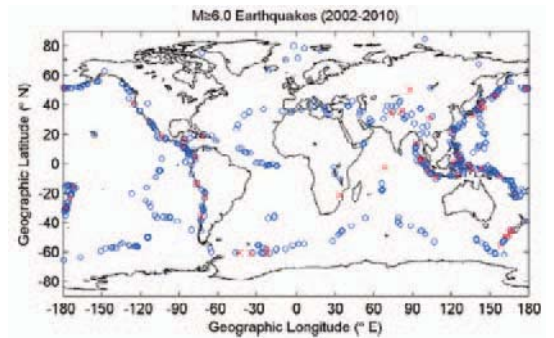 M≥6.0 Earthquakes (2002-2010)
Geographic Latitude (° N)
80
60
40
20
0
-20
-40
-60
-80
-180 -150 -120 -90 -60 -30 0 30 60 90 120 150 180
Geographic Longitude (° E)